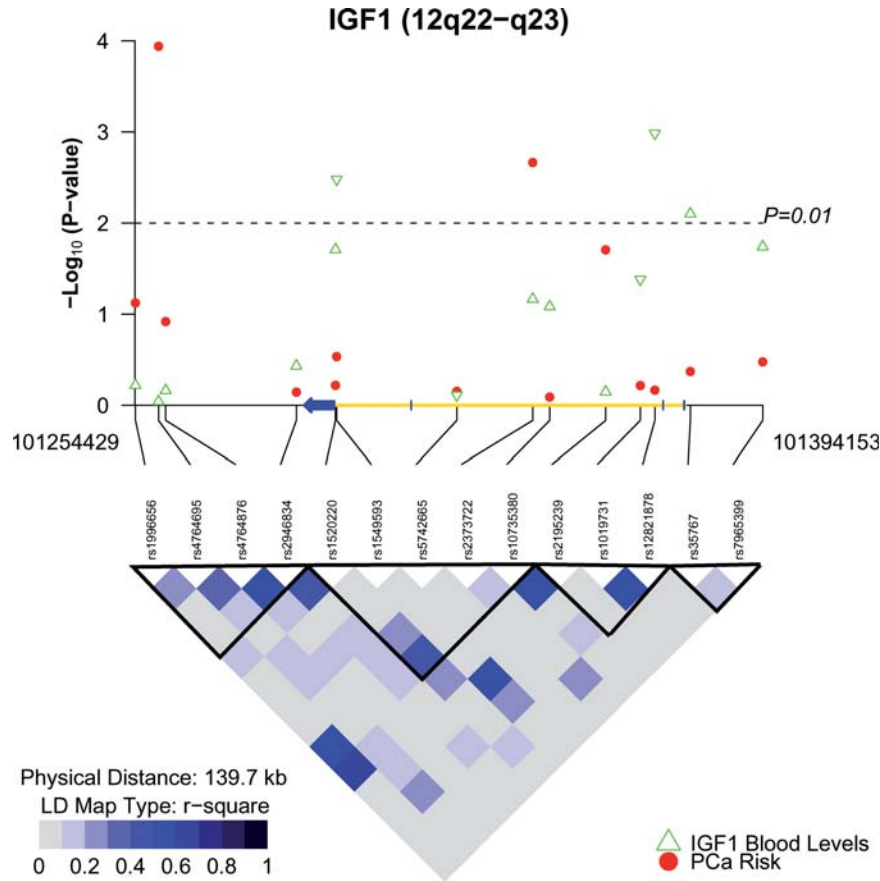 IGF1 (12q22−q23)
−Log10 (P−value)
4
3
2
1
0
P=0.01
101254429
101394153
rs1996656
rs4764695
rs4764876
rs2946834
rs1520220
rs1549593
rs5742665
rs2373722
rs10735380
rs2195239
rs1019731
rs12821878
rs35767
rs7965399
Physical Distance: 139.7 kb
LD Map Type: r−square
0 0.2 0.4 0.6 0.8 1
IGF1 Blood Levels
PCa Risk